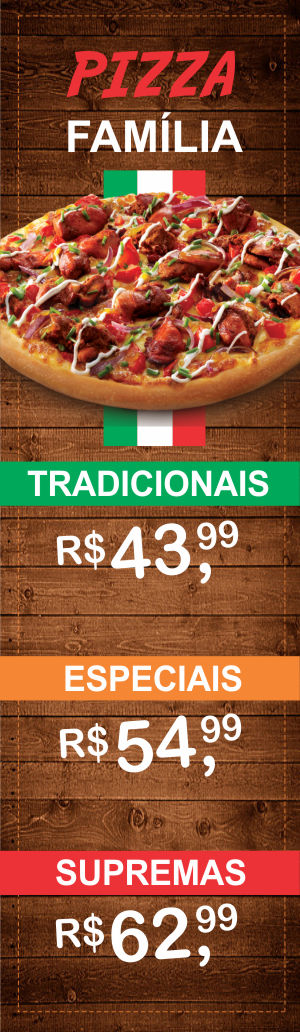 PIZZA
FAMÍLIA
TRADICIONAIS
R$ 43,99
ESPECIAIS
R$ 54,99
SUPREMAS
R$ 62,99